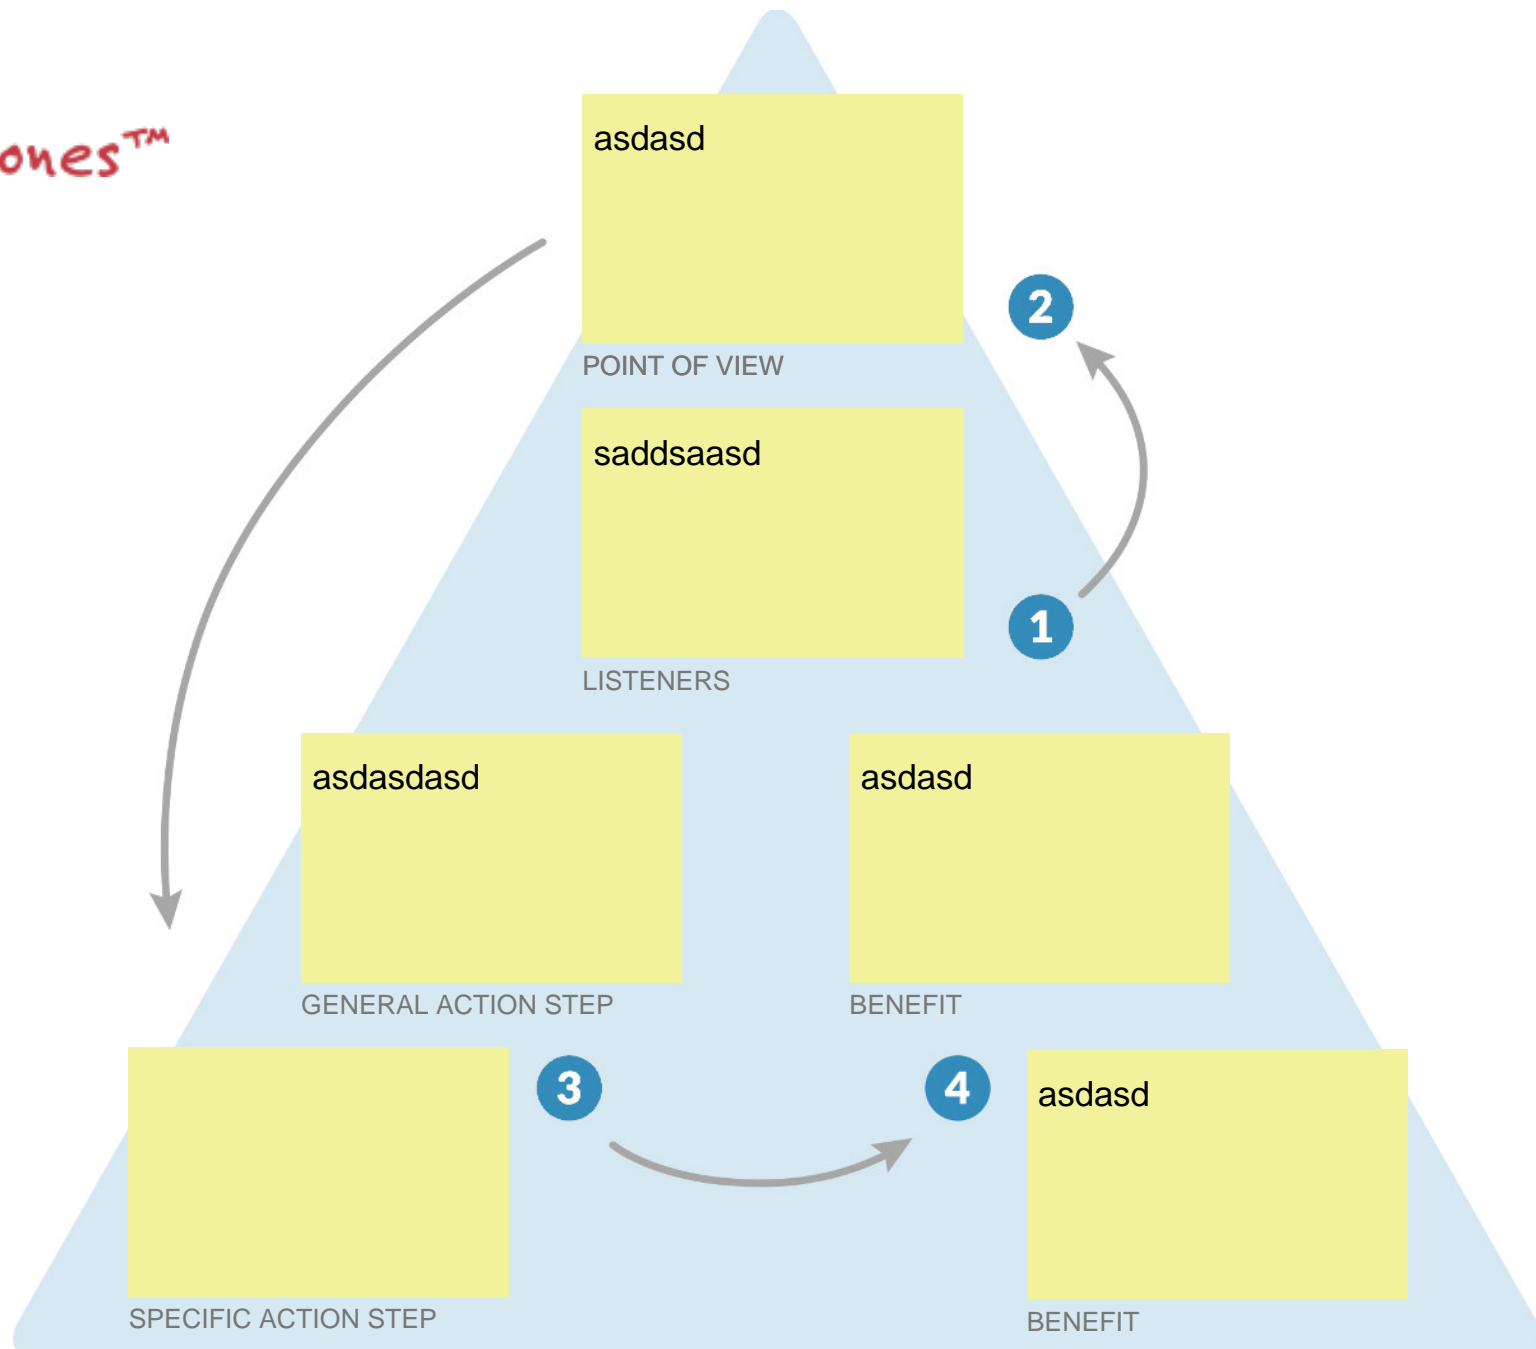 ones™
asdasd
2
POINT OF VIEW
saddsaasd
1
LISTENERS
asdasdasd
asdasd
GENERAL ACTION STEP
BENEFIT
3
4
asdasd
SPECIFIC ACTION STEP
BENEFIT